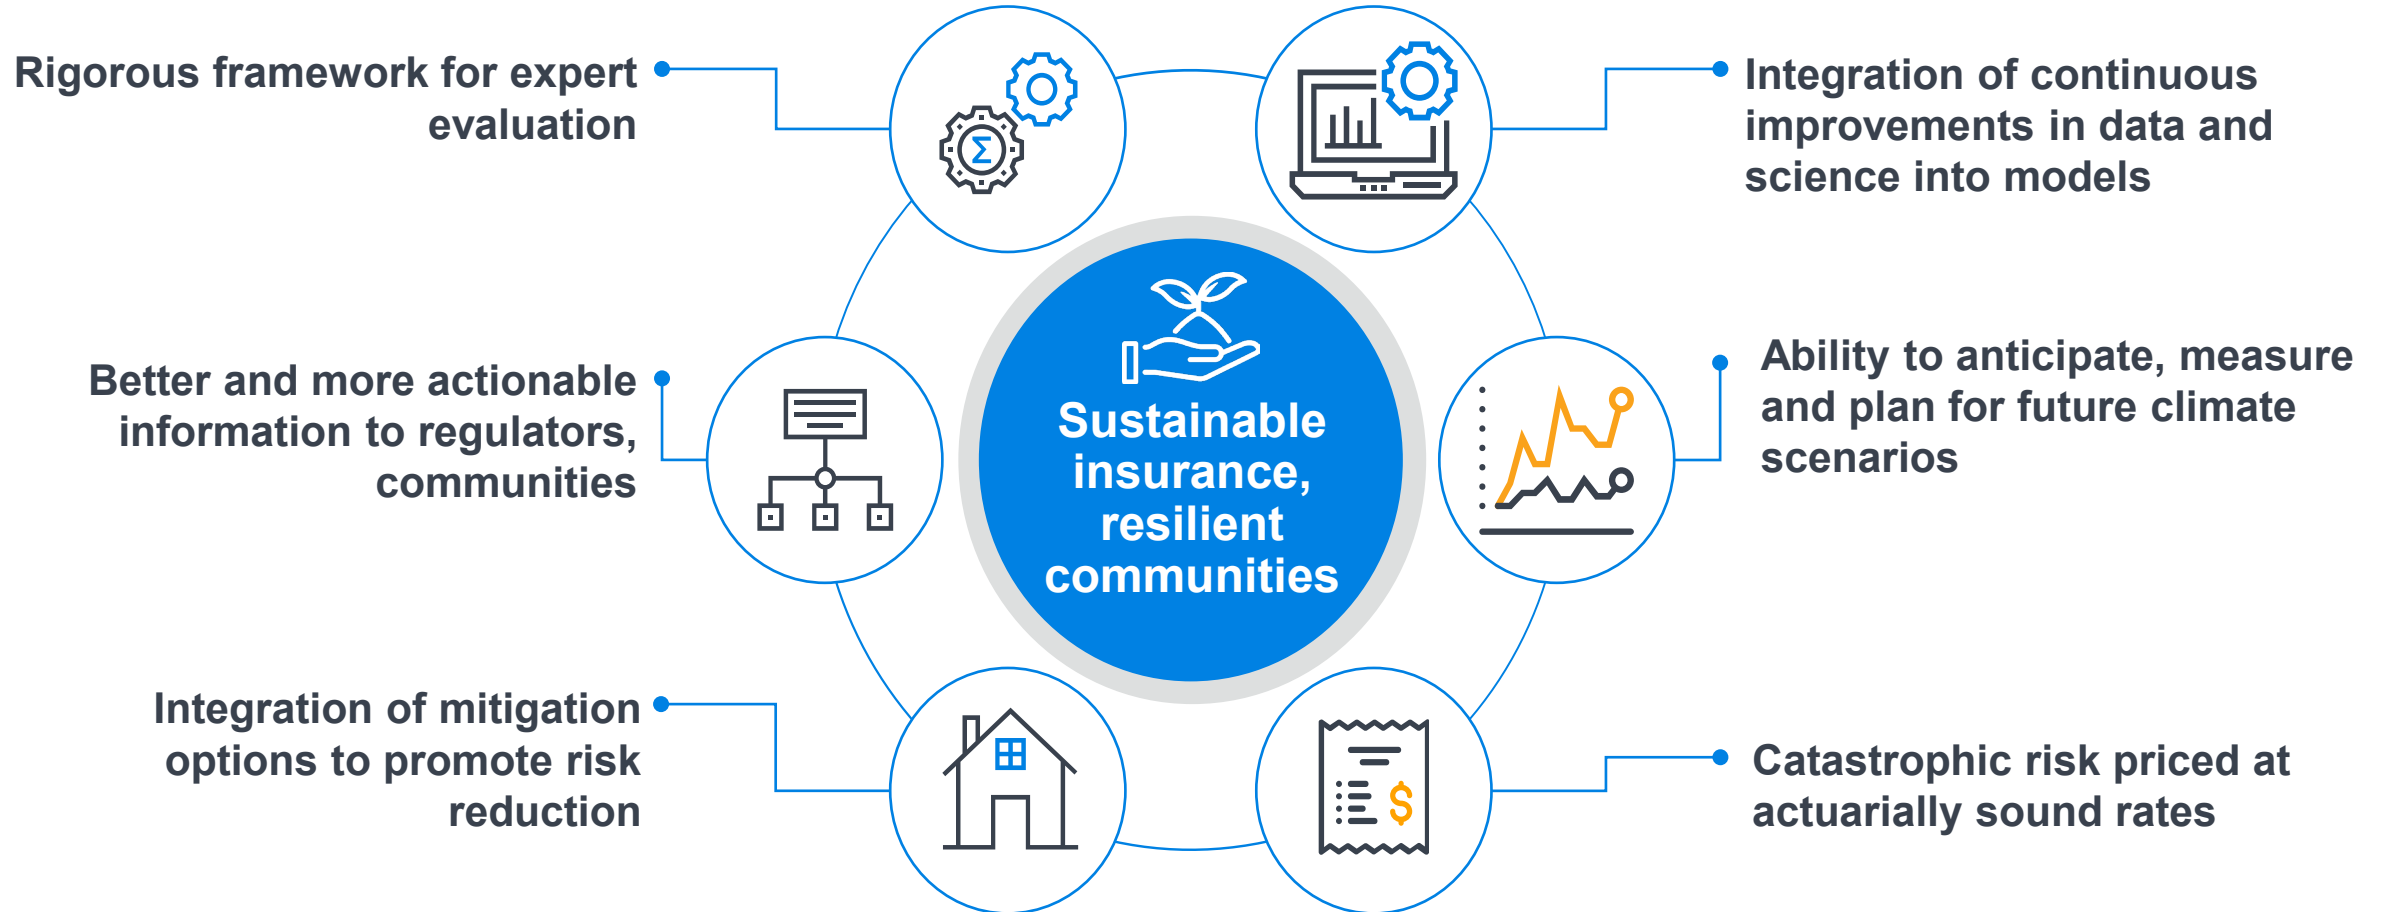 Rigorous framework for expert
evaluation
Integration of continuous
improvements in data and
science into models
Σ
Better and more actionable
information to regulators,
communities
Sustainable
insurance,
resilient
communities
Ability to anticipate, measure
and plan for future climate
scenarios
Integration of mitigation
options to promote risk
reduction
$
Catastrophic risk priced at
actuarially sound rates